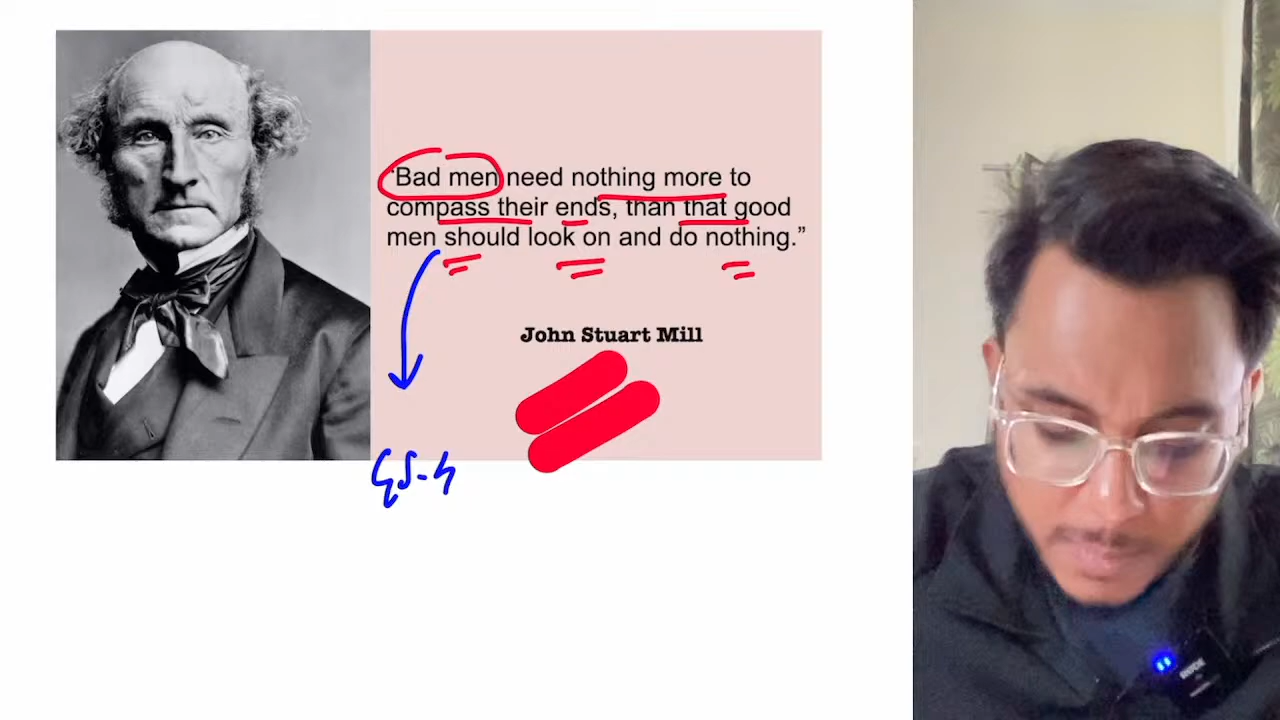 “Bad men need nothing more to
compass their ends, than that good
men should look on and do nothing.”
John Stuart Mill
RODE